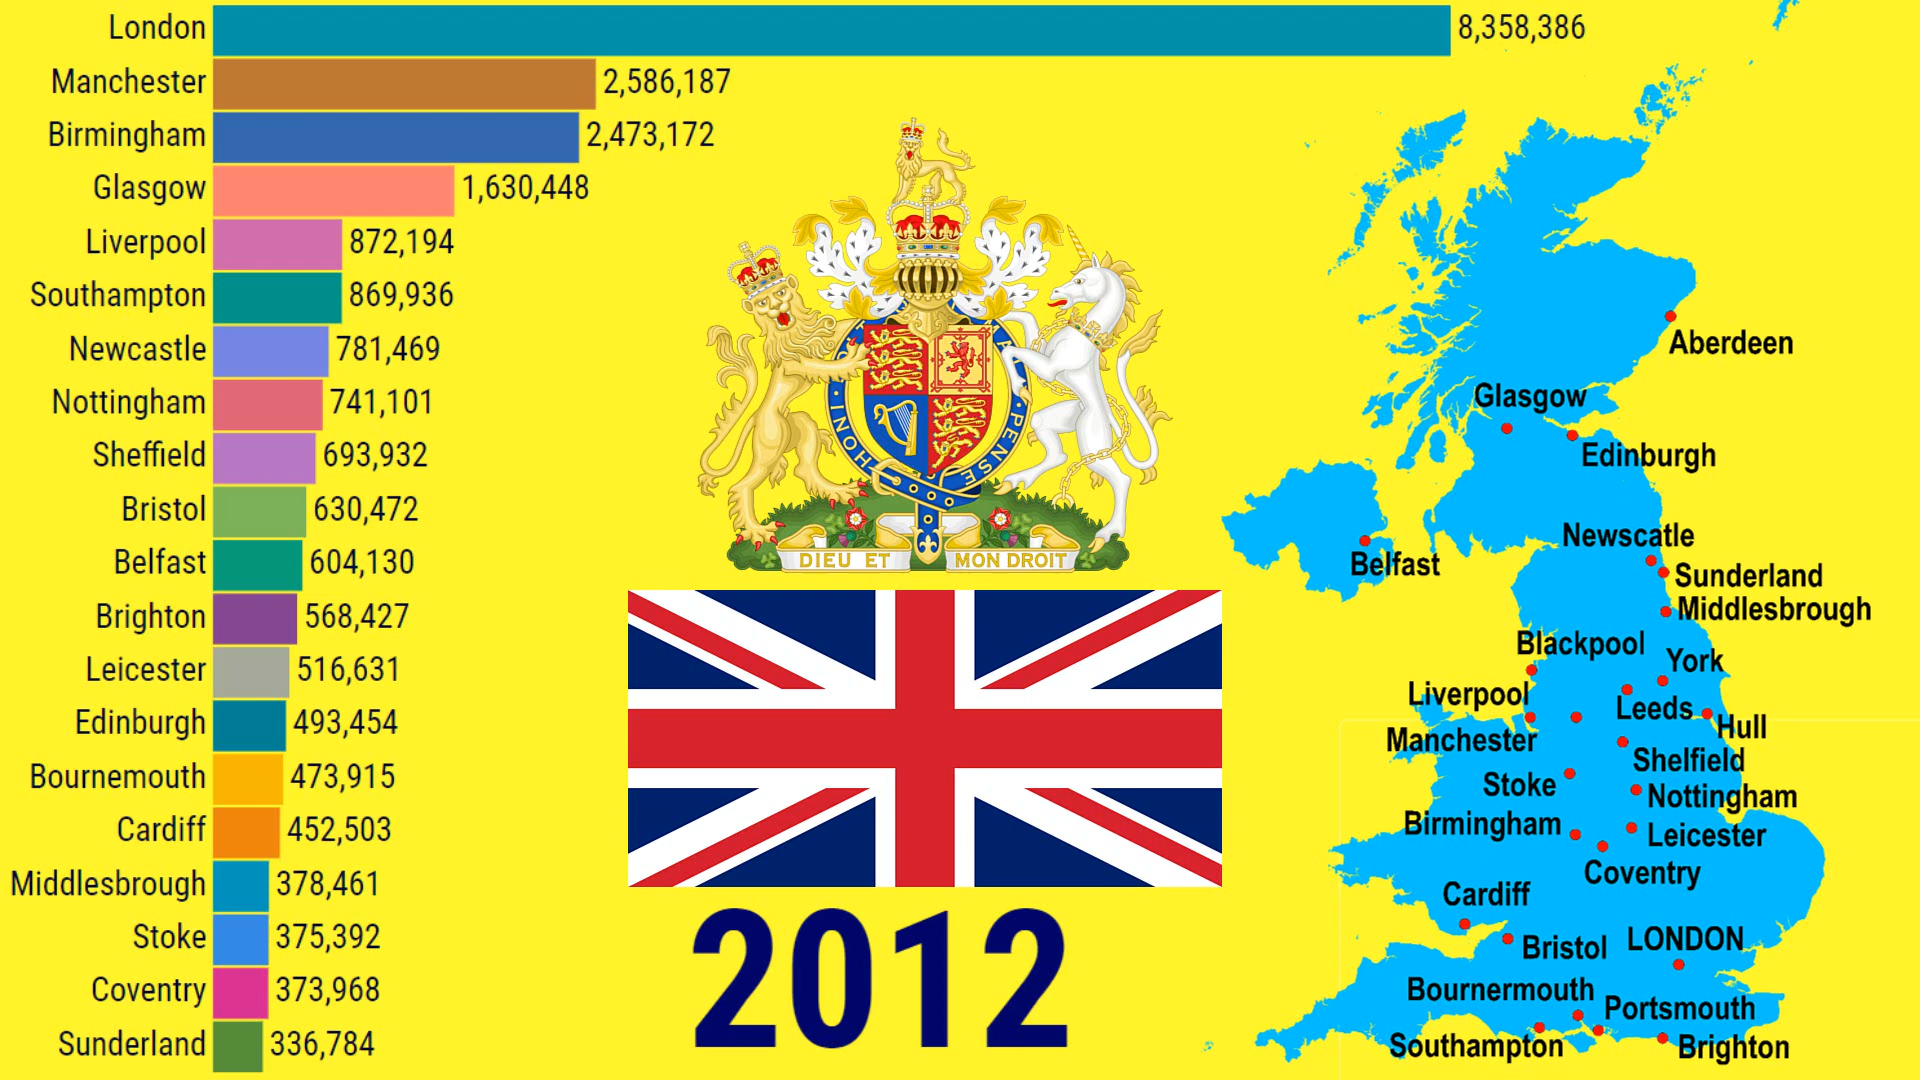 London 8,358,386
Manchester 2,586,187
Birmingham 2,473,172
Glasgow 1,630,448
Liverpool 872,194
Southampton 869,936
Newcastle 781,469
Nottingham 741,101
Sheffield 693,932
Bristol 630,472
Belfast 604,130
Brighton 568,427
Leicester 516,631
Edinburgh 493,454
Bournemouth 473,915
Cardiff 452,503
Middlesbrough 378,461
Stoke 375,392
Coventry 373,968
Sunderland 336,784
HONI
PENSE
DIEU ET MON DROIT
2012
Aberdeen
Glasgow
Edinburgh
Newscatle
Belfast
Sunderland
Middlesbrough
Blackpool
York
Liverpool
Leeds
Hull
Manchester
Shelfield
Stoke
Nottingham
Birmingham
Leicester
Coventry
Cardiff
LONDON
Bristol
Bournermouth
Portsmouth
Southampton
Brighton